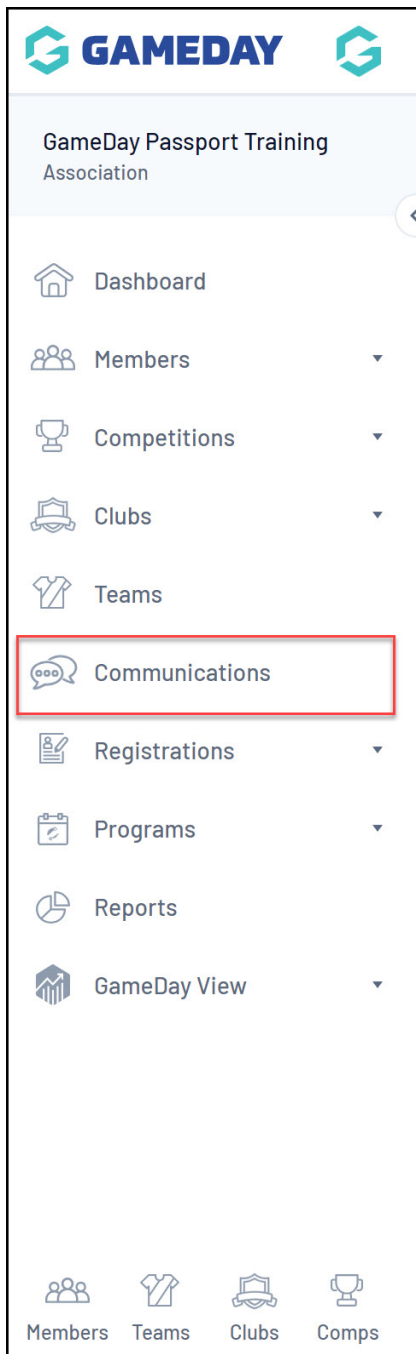 GAMEDAY
GameDay Passport Training
Association
Dashboard
Members
Competitions
Clubs
Teams
Communications
Registrations
Programs
Reports
GameDay View
Members Teams Clubs Comps